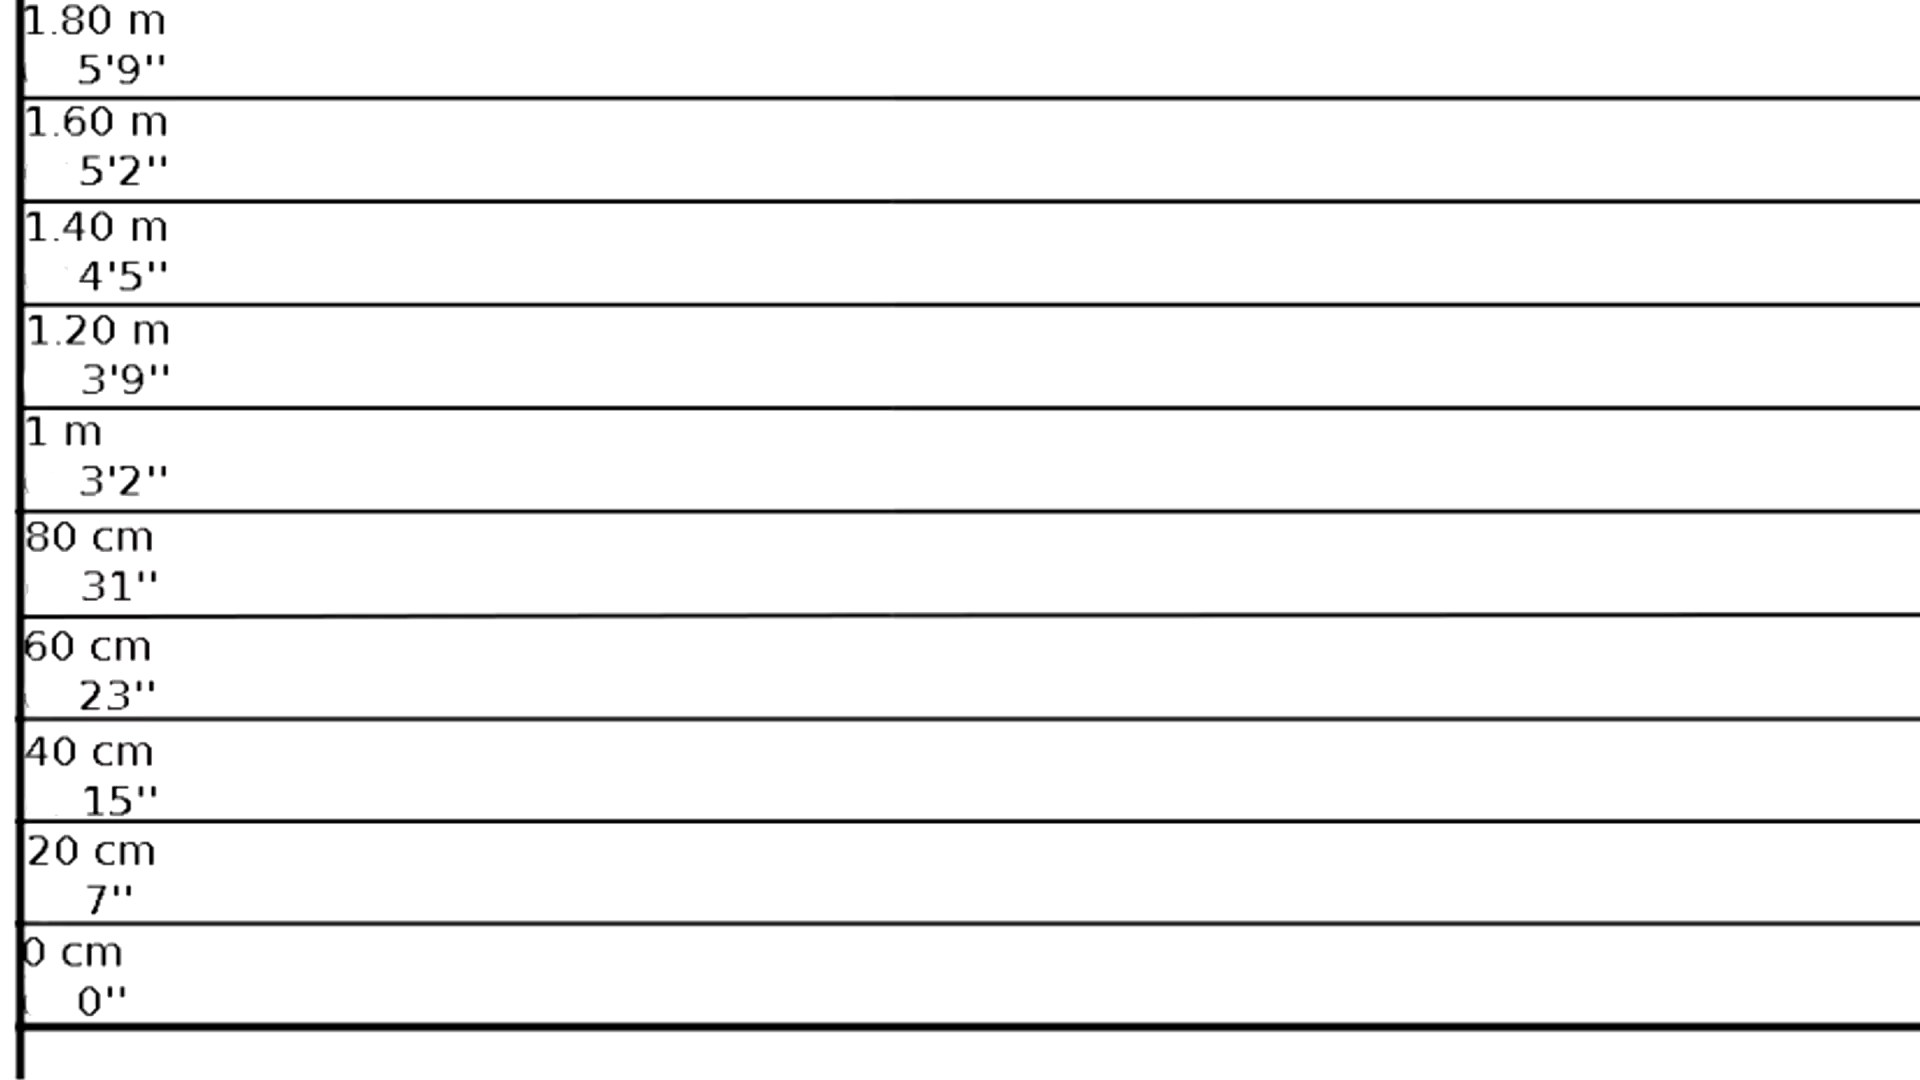 1.80 m
5'9''
1.60 m
5'2''
1.40 m
4'5''
1.20 m
3'9''
1 m
3'2''
80 cm
31''
60 cm
23''
40 cm
15''
20 cm
7''
0 cm
0''